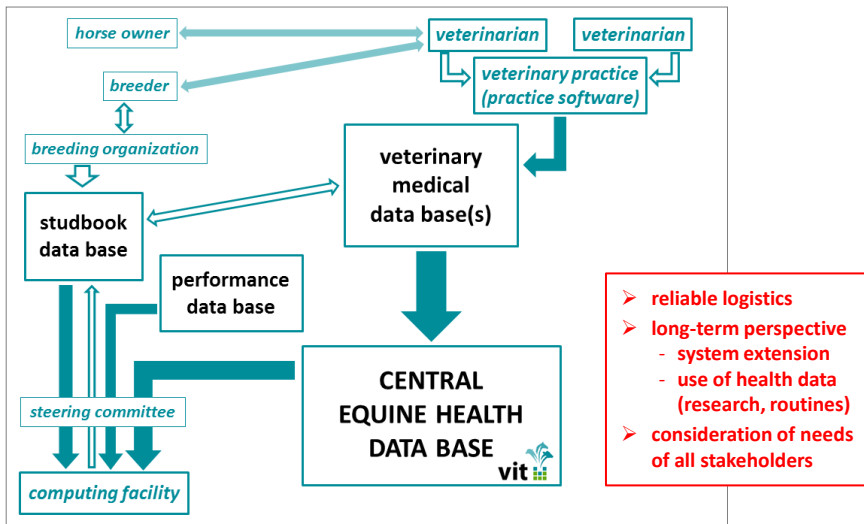 horse owner
veterinarian
veterinarian
breeder
veterinary practice
(practice software)
breeding organization
veterinary
medical
data base(s)
studbook
data base
performance
data base
➢ reliable logistics
➢ long-term perspective
- system extension
- use of health data
(research, routines)
➢ consideration of needs
of all stakeholders
CENTRAL
EQUINE HEALTH
DATA BASE
vit
steering committee
computing facility